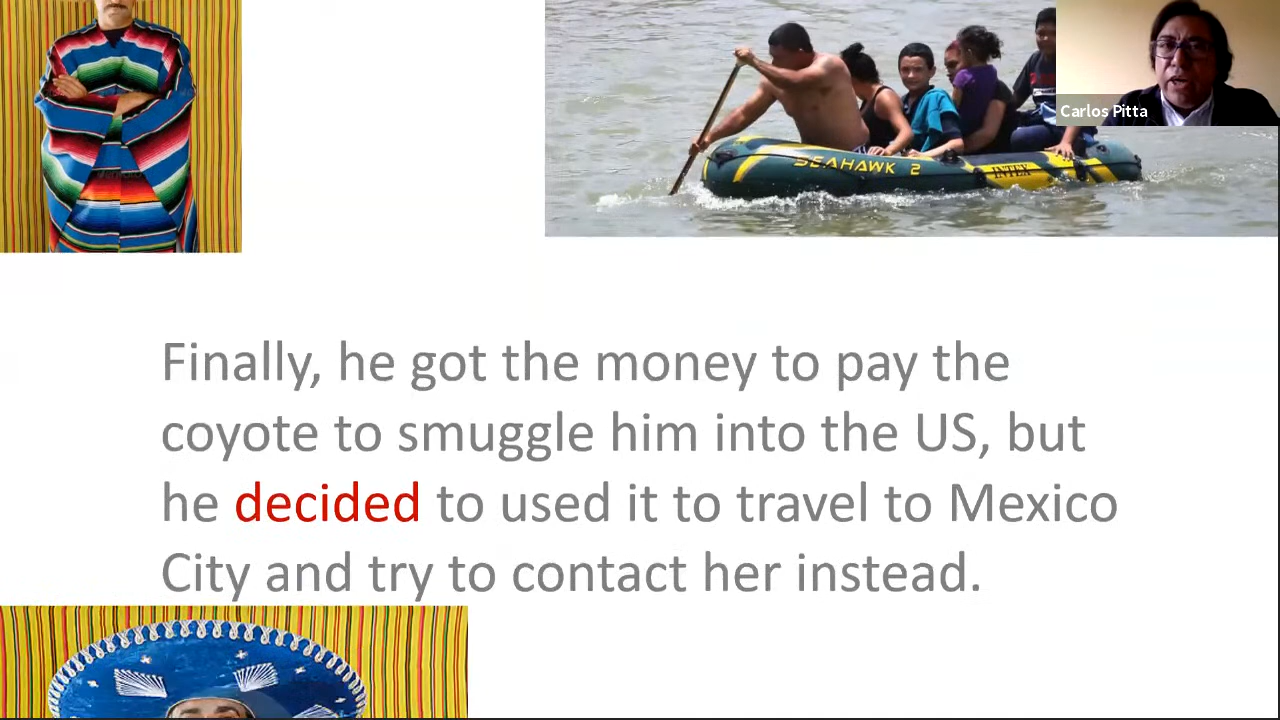 Carlos Pitta
SEAHAWK 2
INTEX
Finally, he got the money to pay the
coyote to smuggle him into the US, but
he decided to used it to travel to Mexico
City and try to contact her instead.